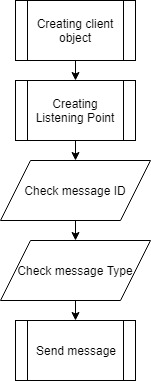 Creating client
object
Creating
Listening Point
Check message ID
Check message Type
Send message